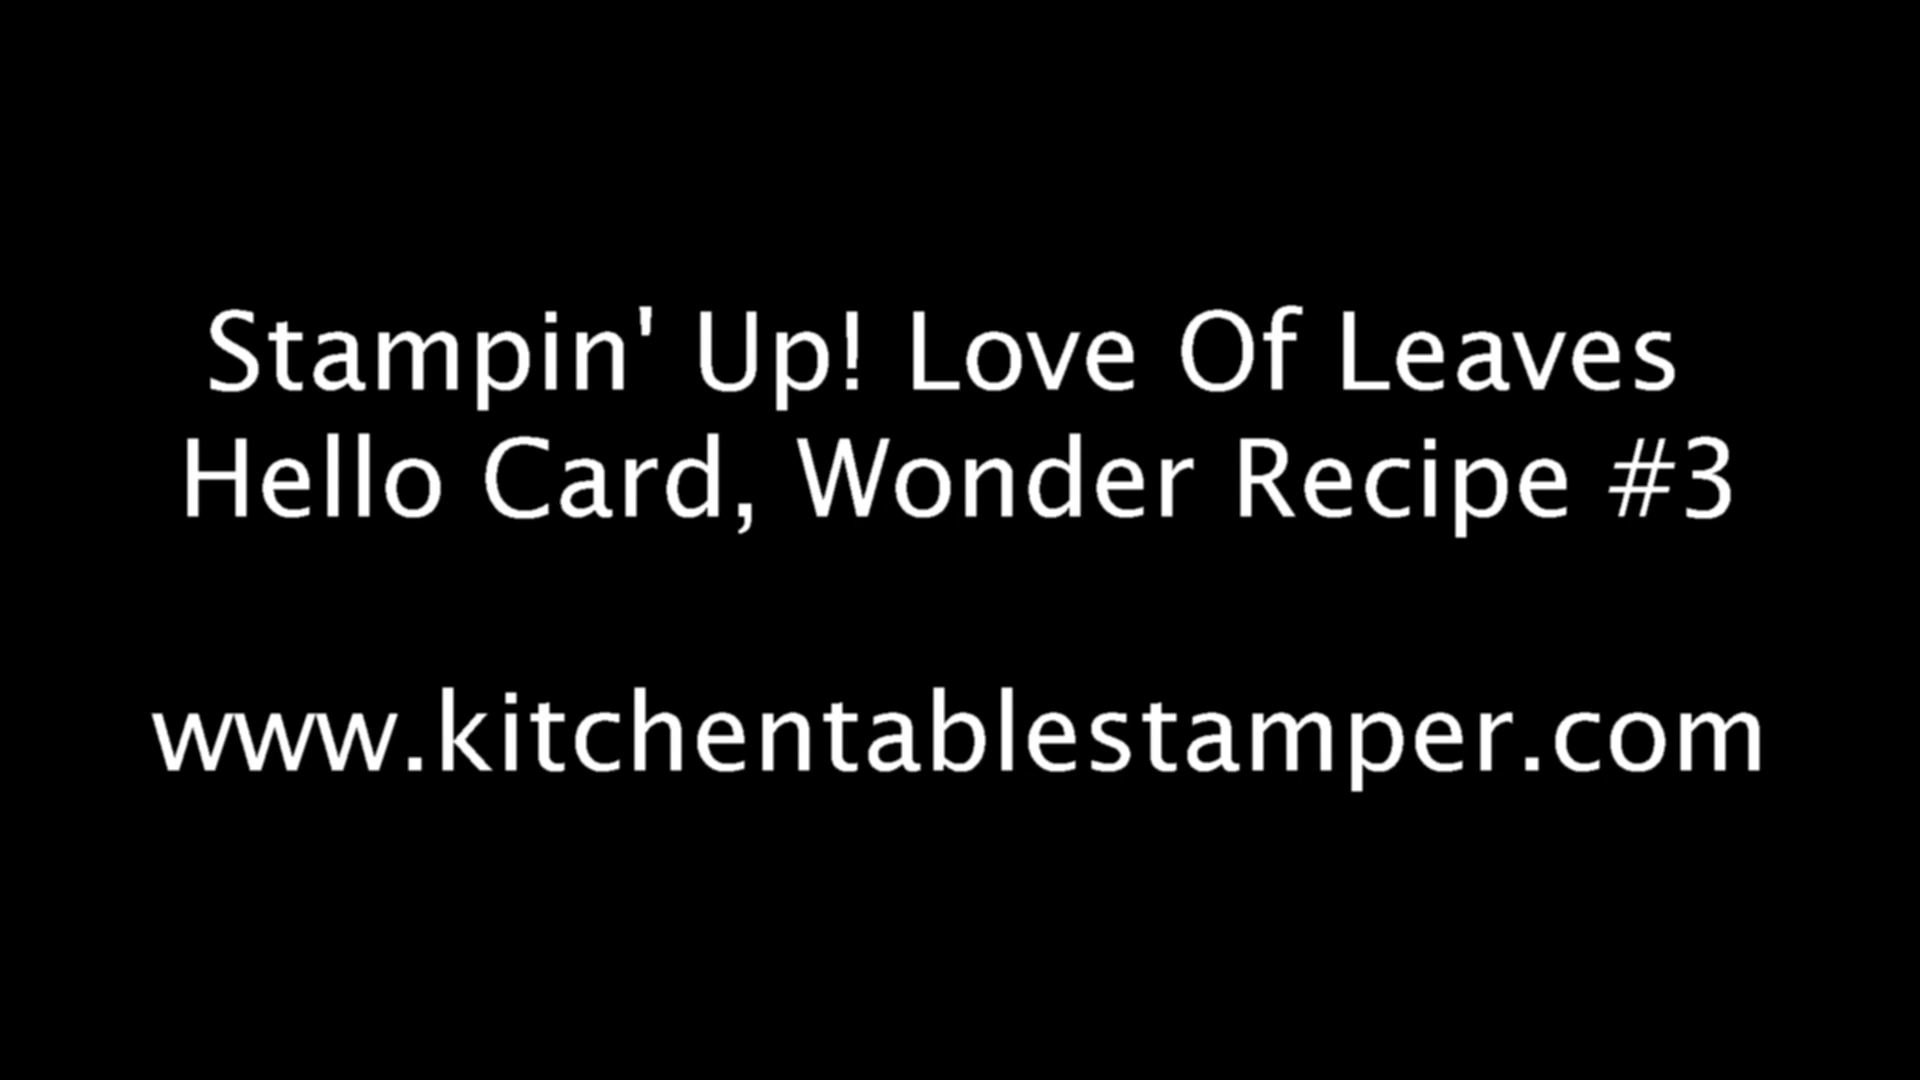 Stampin' Up! Love Of Leaves
Hello Card, Wonder Recipe #3
www.kitchentablestamper.com